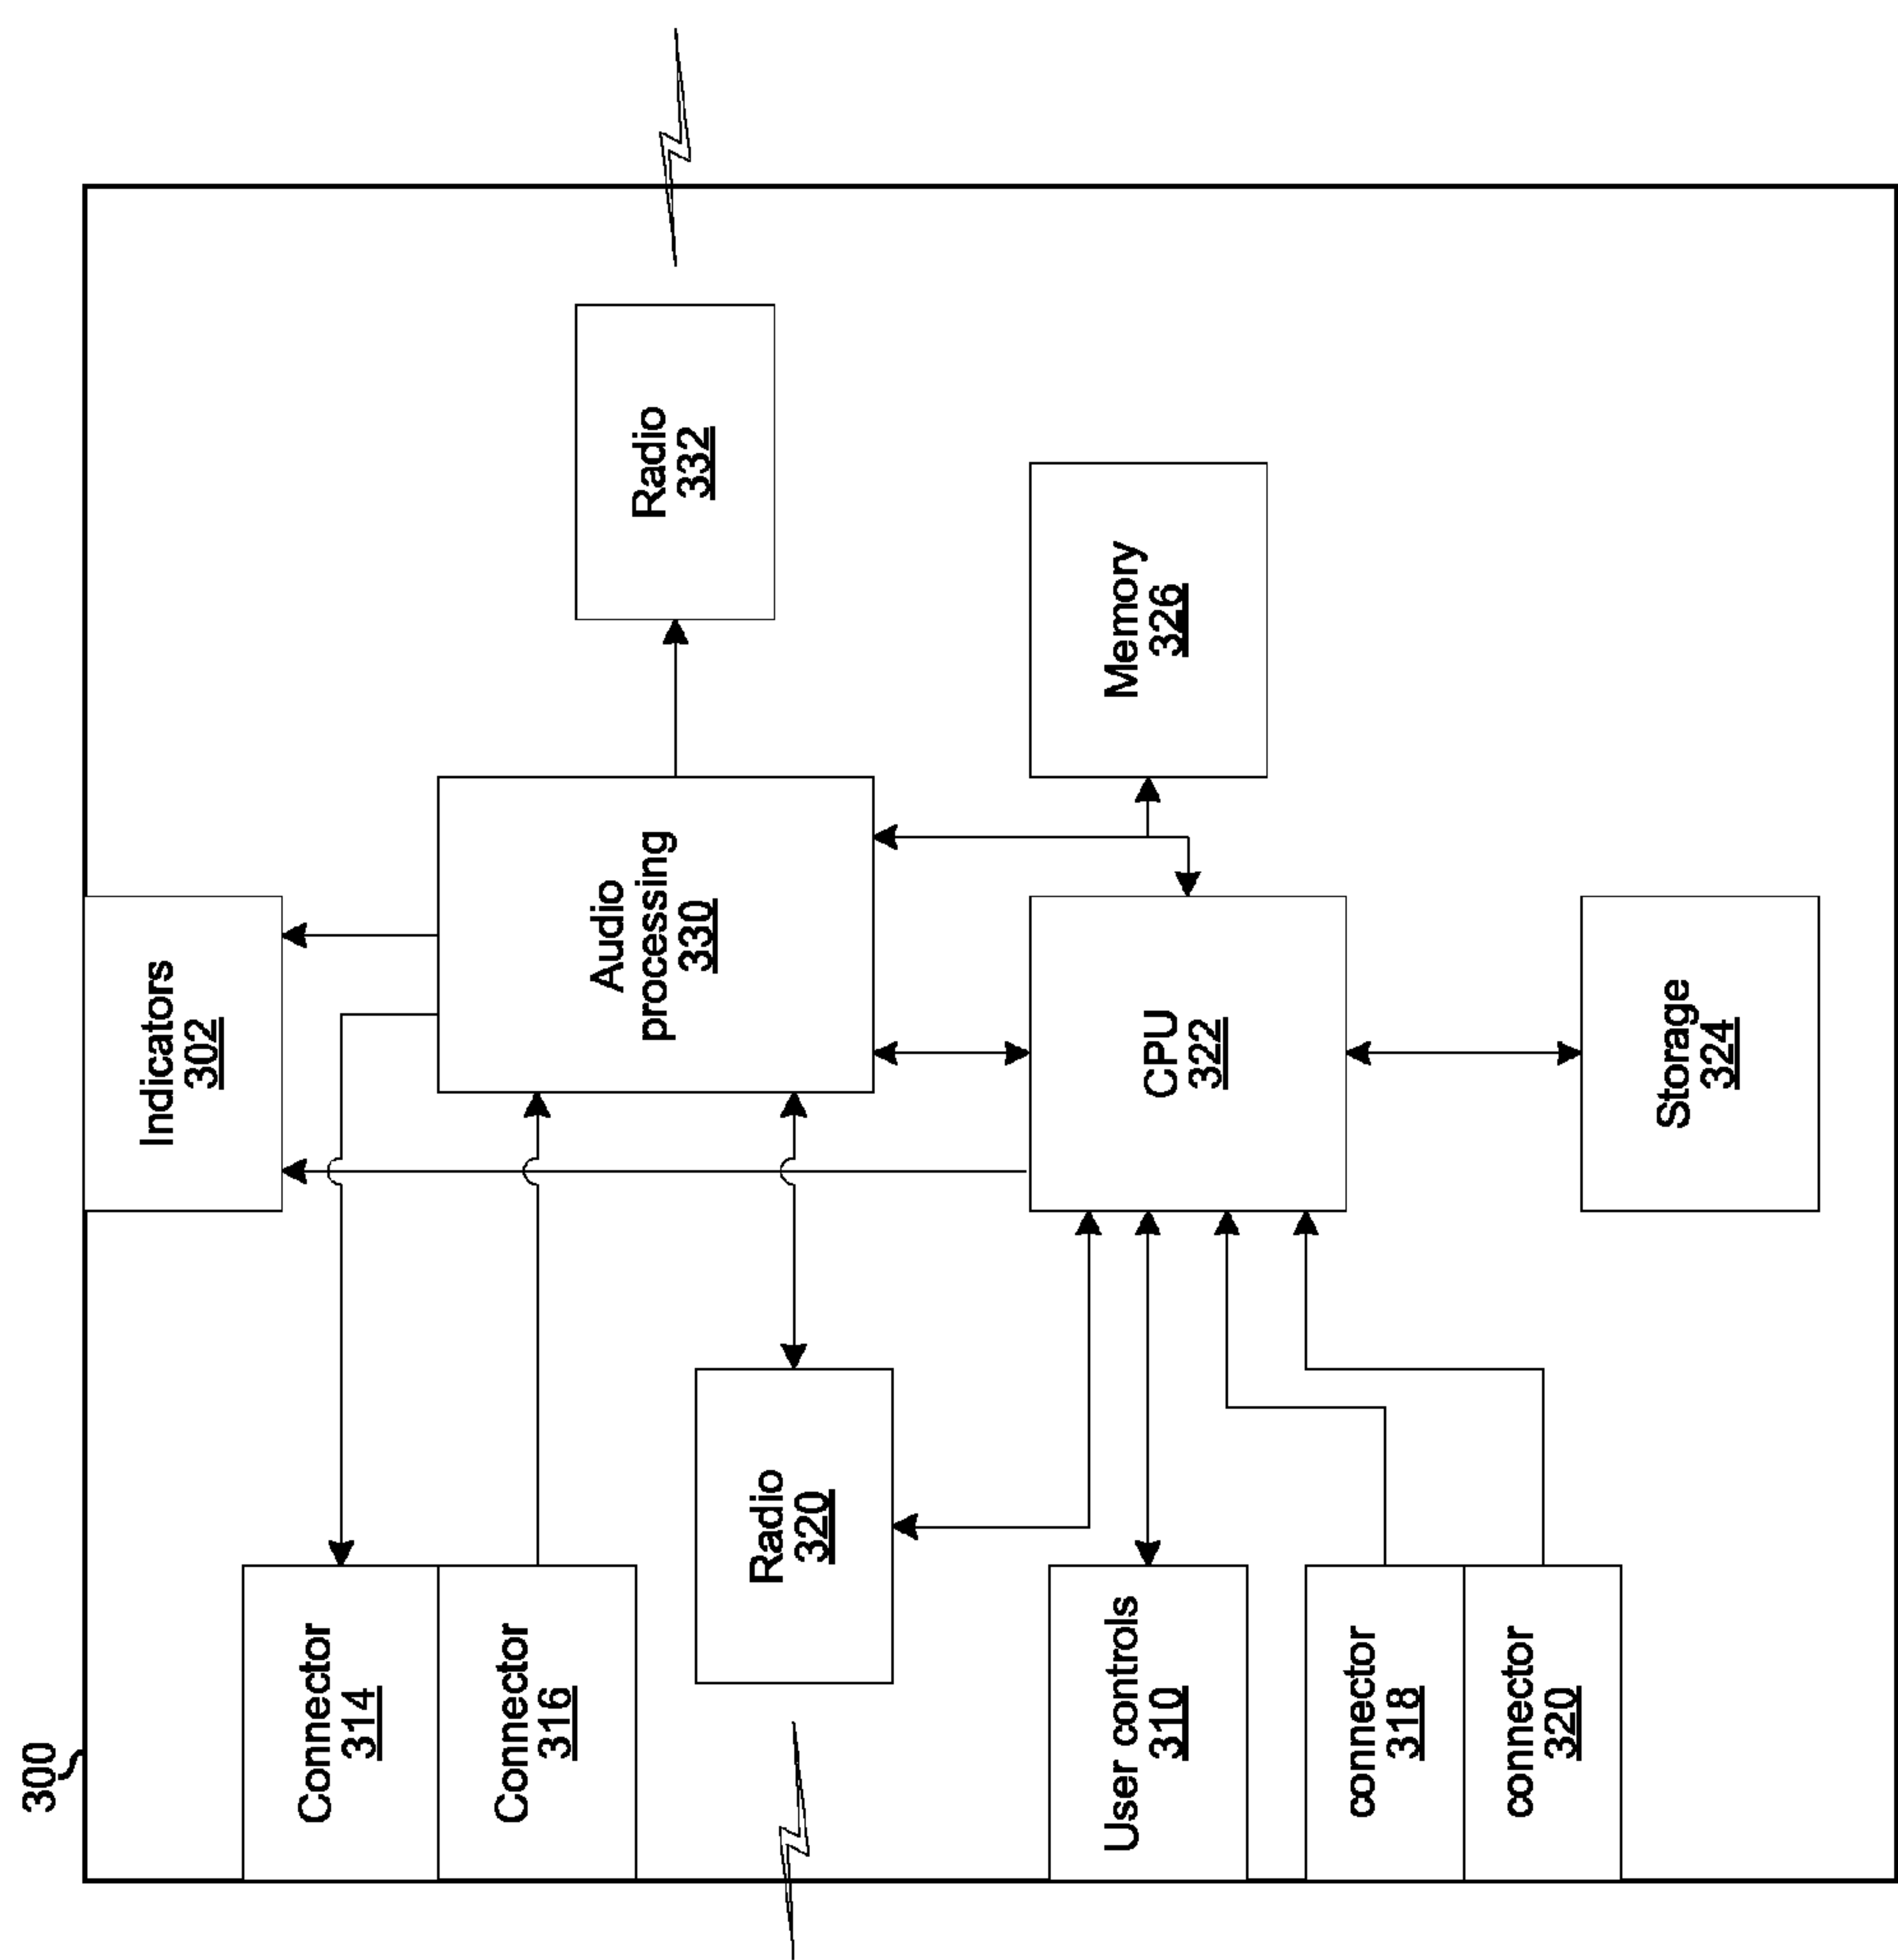 300
Indicators
302
Connector
314
Connector
316
Audio
processing
330
Radio
332
Radio
320
User controls
310
CPU
322
Memory
326
connector
318
connector
320
Storage
324